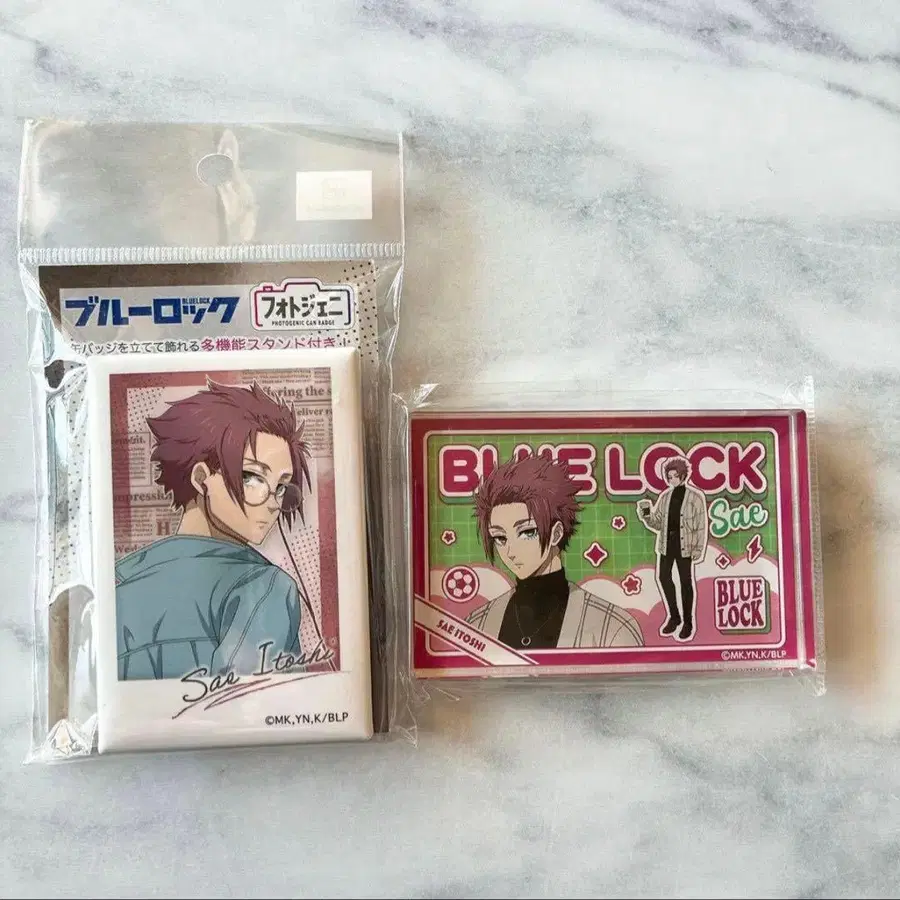 ブルーロック
BLUELOCK
フォトジェニ
PHOTOGENIC CAN BADGE
缶バッジを立てて飾れる多機能スタンド付き!
Sae Itoshi
©MK,YN,K/BLP
BLUE LOCK
Sae
BLUE
LOCK
SAE ITOSHI
©MK,YN,K/BLP